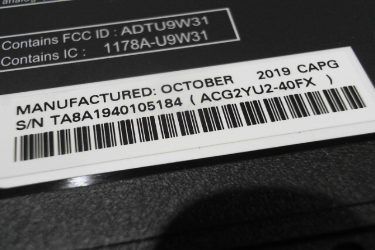 Contains FCC ID : ADTU9W31
Contains IC : 1178A-U9W31
MANUFACTURED: OCTOBER 2019 CAPG
S/N TA8A1940105184 ( ACG2YU2-40FX )